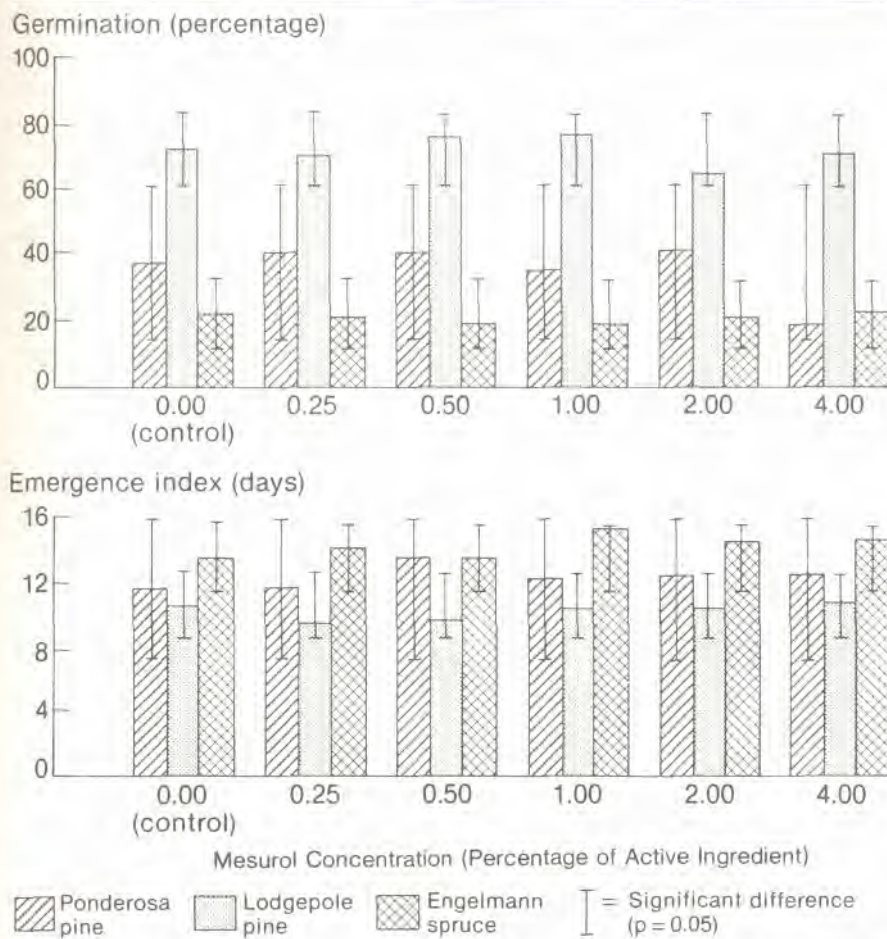 Germination (percentage)
100
80
60
40
20
0
0.00 0.25 0.50 1.00 2.00 4.00
(control)
Emergence index (days)
16
12
8
4
0
0.00 0.25 0.50 1.00 2.00 4.00
(control)
Mesurol Concentration (Percentage of Active Ingredient)
Ponderosa pine
Lodgepole pine
Engelmann spruce
= Significant difference
(p = 0.05)